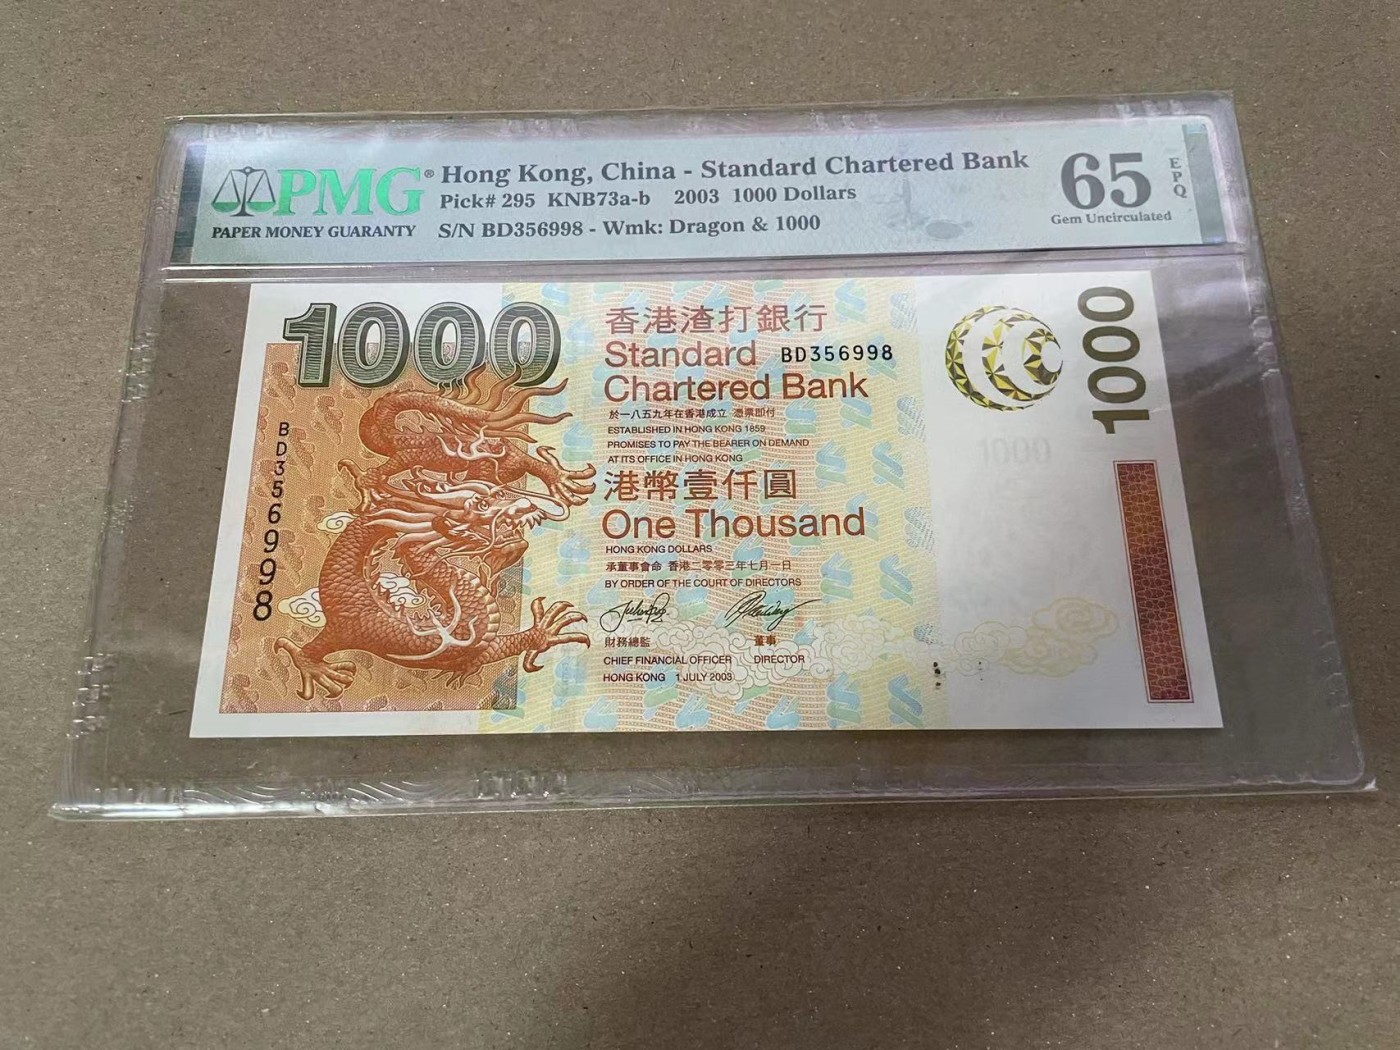 PMG®
PAPER MONEY GUARANTY
Hong Kong, China - Standard Chartered Bank
Pick# 295 KNB73a-b 2003 1000 Dollars
S/N BD356998 - Wmk: Dragon & 1000
65
EPQ
Gem Uncirculated
1000
BD356998
香港渣打銀行
Standard
BD356998
Chartered Bank
於一八五九年在香港成立 憑票即付
ESTABLISHED IN HONG KONG 1859
PROMISES TO PAY THE BEARER ON DEMAND
AT ITS OFFICE IN HONG KONG
港幣壹仟圓
One Thousand
HONG KONG DOLLARS
承董事會命 香港二零零三年七月一日
BY ORDER OF THE COURT OF DIRECTORS
財務總監 董事
CHIEF FINANCIAL OFFICER DIRECTOR
HONG KONG 1 JULY 2003
1000
1000